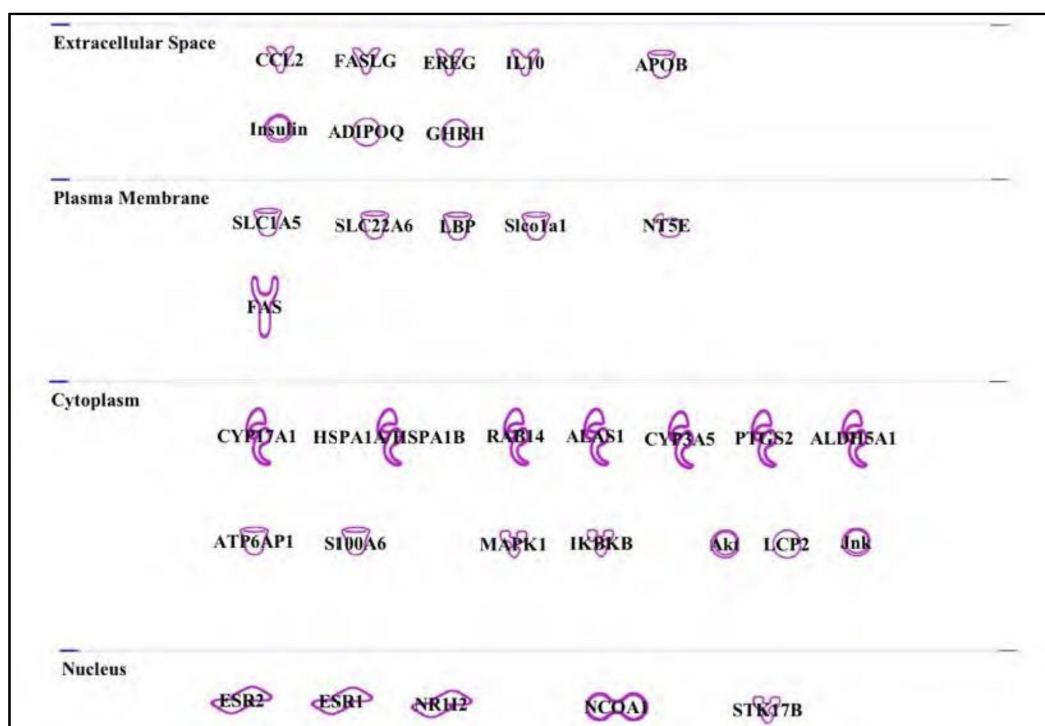 Extracellular Space
CCL2 FASLG EREG IL10 APOB
Insulin ADIPOQ GHRH
Plasma Membrane
SLC1A5 SLC22A6 LBP Slco1a1 NT5E
FAS
Cytoplasm
CYP17A1 HSPA1A/HSPA1B RAB14 ALAS1 CYP3A5 PTGS2 ALDH5A1
ATP6AP1 S100A6 MAPK1 IKBKB Akt LCP2 Jnk
Nucleus
ESR2 ESR1 NR1I2 NCOA1 STK17B